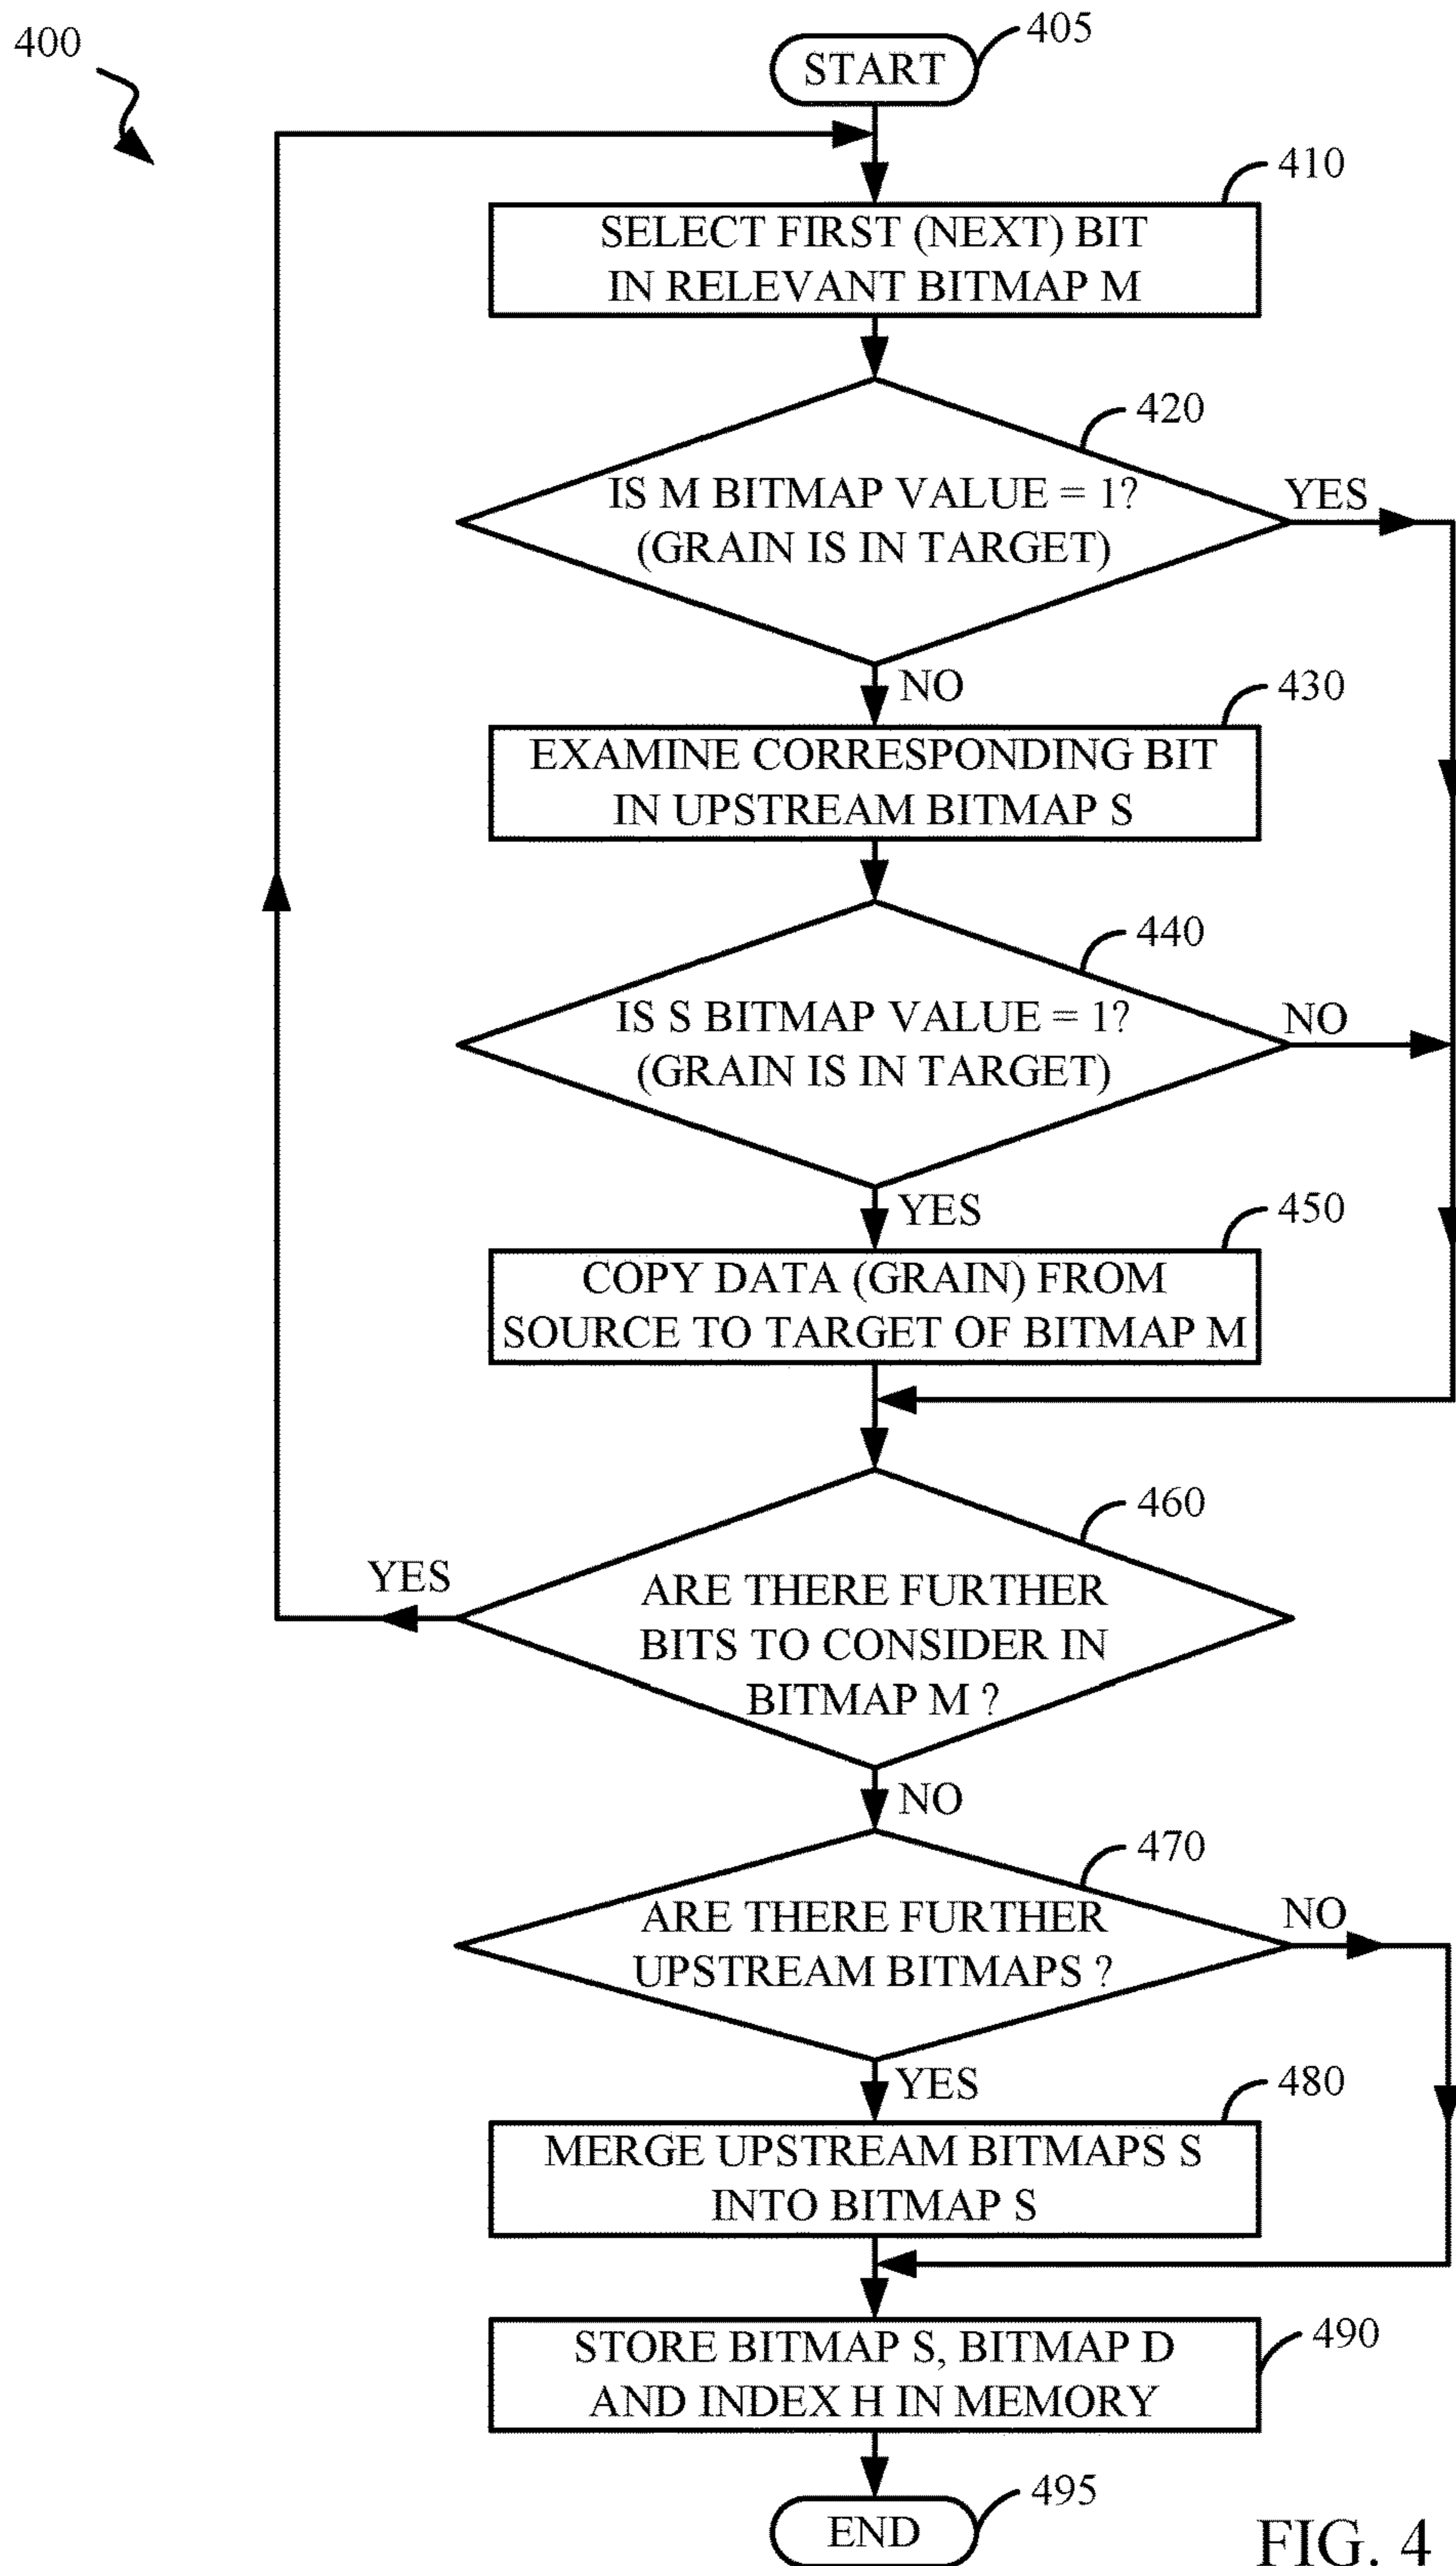 400
START
405
410
SELECT FIRST (NEXT) BIT
IN RELEVANT BITMAP M
420
IS M BITMAP VALUE = 1?
(GRAIN IS IN TARGET)
YES
NO
430
EXAMINE CORRESPONDING BIT
IN UPSTREAM BITMAP S
440
IS S BITMAP VALUE = 1?
(GRAIN IS IN TARGET)
NO
YES
450
COPY DATA (GRAIN) FROM
SOURCE TO TARGET OF BITMAP M
460
YES
ARE THERE FURTHER
BITS TO CONSIDER IN
BITMAP M ?
NO
470
ARE THERE FURTHER
UPSTREAM BITMAPS ?
NO
YES
480
MERGE UPSTREAM BITMAPS S
INTO BITMAP S
490
STORE BITMAP S, BITMAP D
AND INDEX H IN MEMORY
495
END
FIG. 4